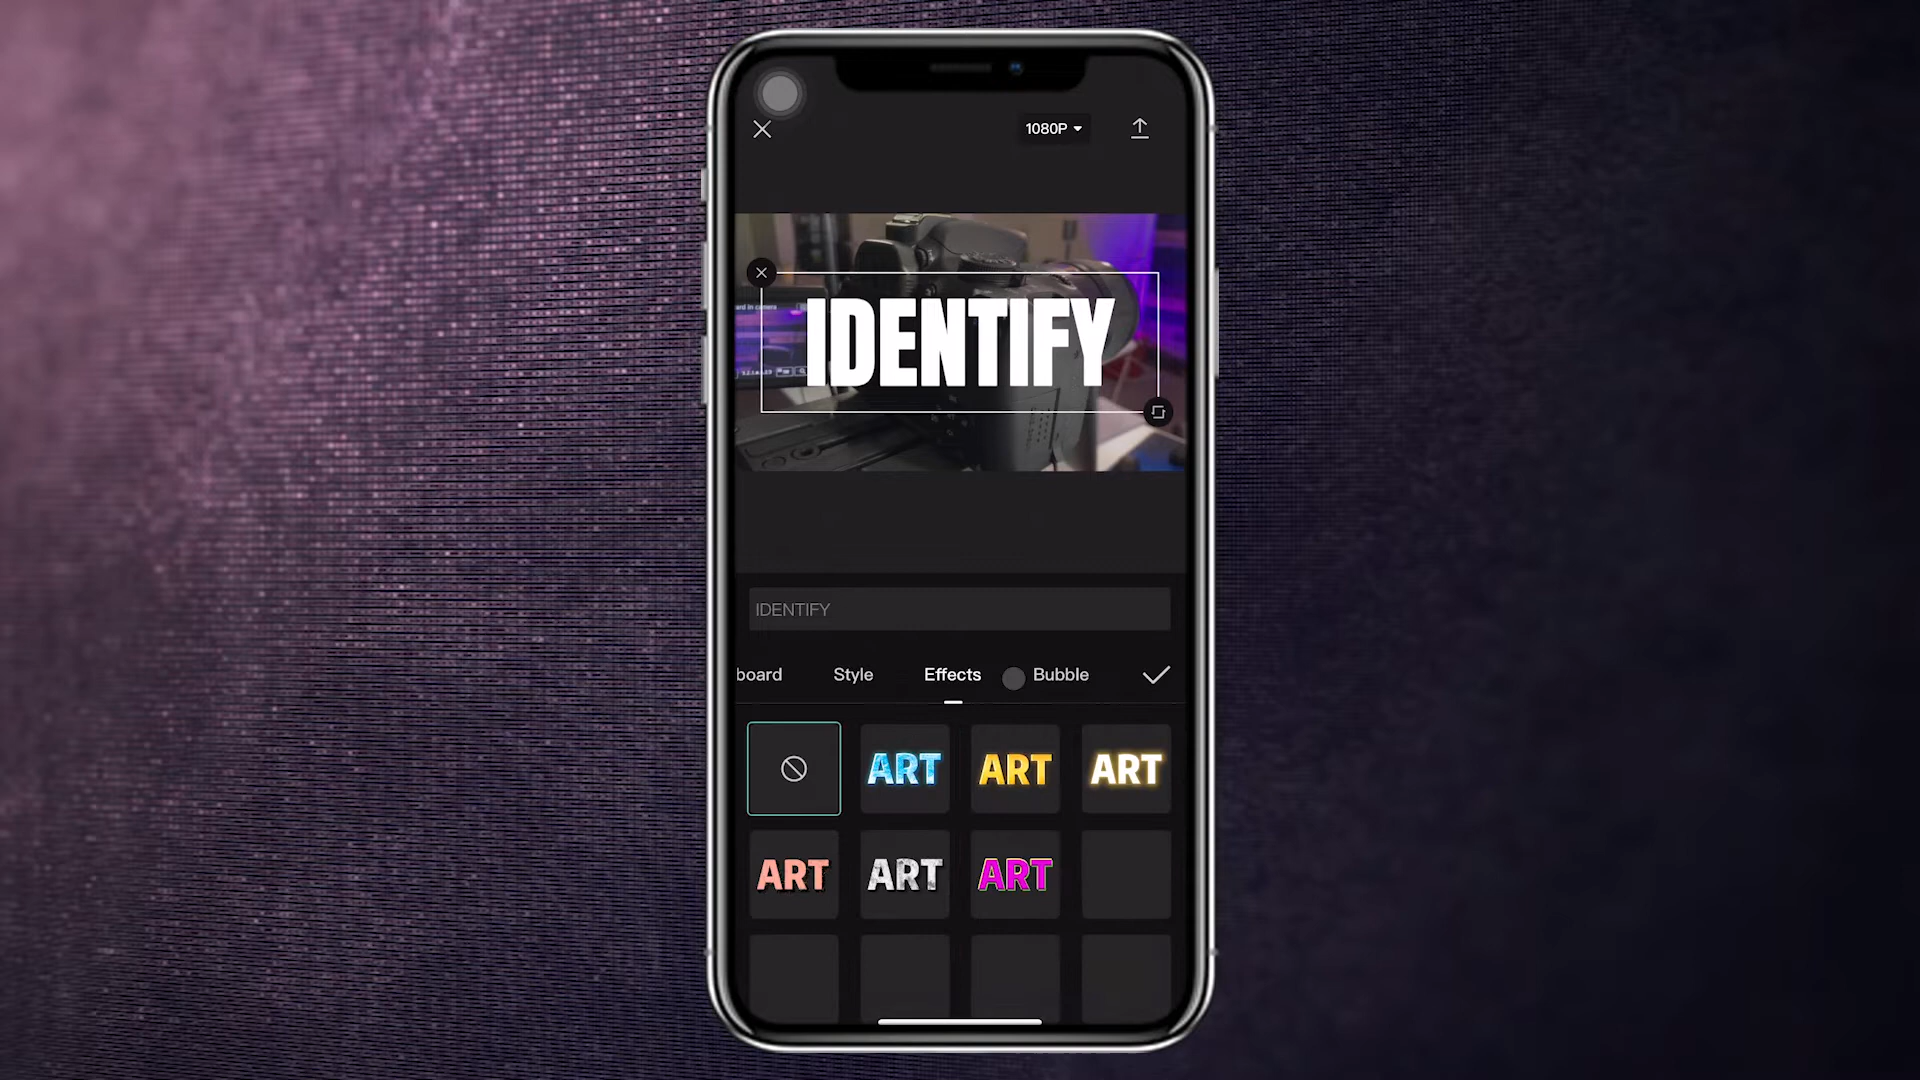 1080P
IDENTIFY
IDENTIFY
board Style Effects Bubble
ART ART ART
ART ART ART